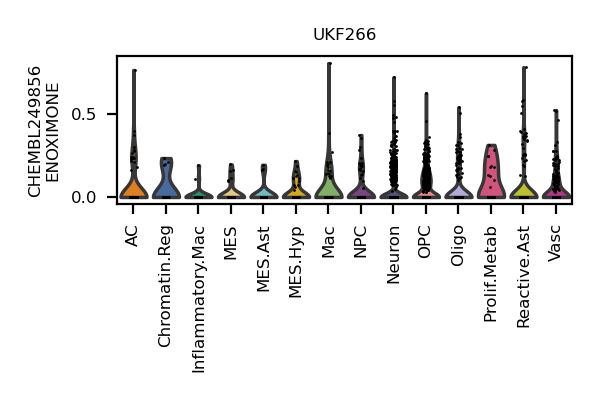 UKF266
CHEMBL249856
ENOXIMONE
0.5
0.0
AC
Chromatin.Reg
Inflammatory.Mac
MES
MES.Ast
MES.Hyp
Mac
NPC
Neuron
OPC
Oligo
Prolif.Metab
Reactive.Ast
Vasc